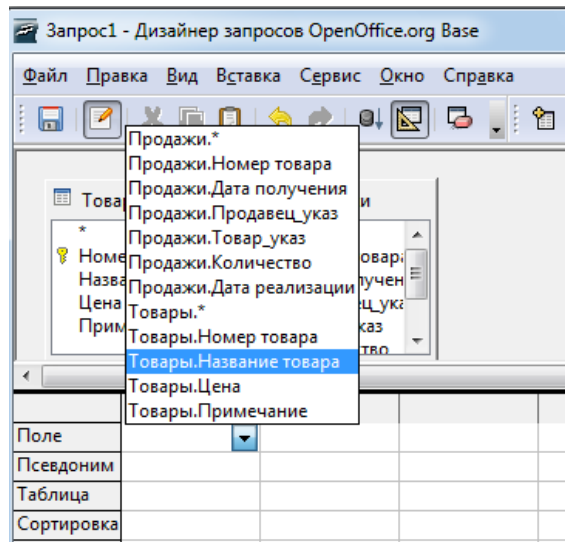 Запрос1 - Дизайнер запросов OpenOffice.org Base
Файл Правка Вид Вставка Сервис Окно Справка
Продажи.*
Продажи.Номер товара
Продажи.Дата получения
Продажи.Продавец_указ
Продажи.Товар_указ
Продажи.Количество
Продажи.Дата реализации
Товары.*
Товары.Номер товара
Товары.Название товара
Товары.Цена
Товары.Примечание
*
Цена
Поле
Псевдоним
Таблица
Сортировка